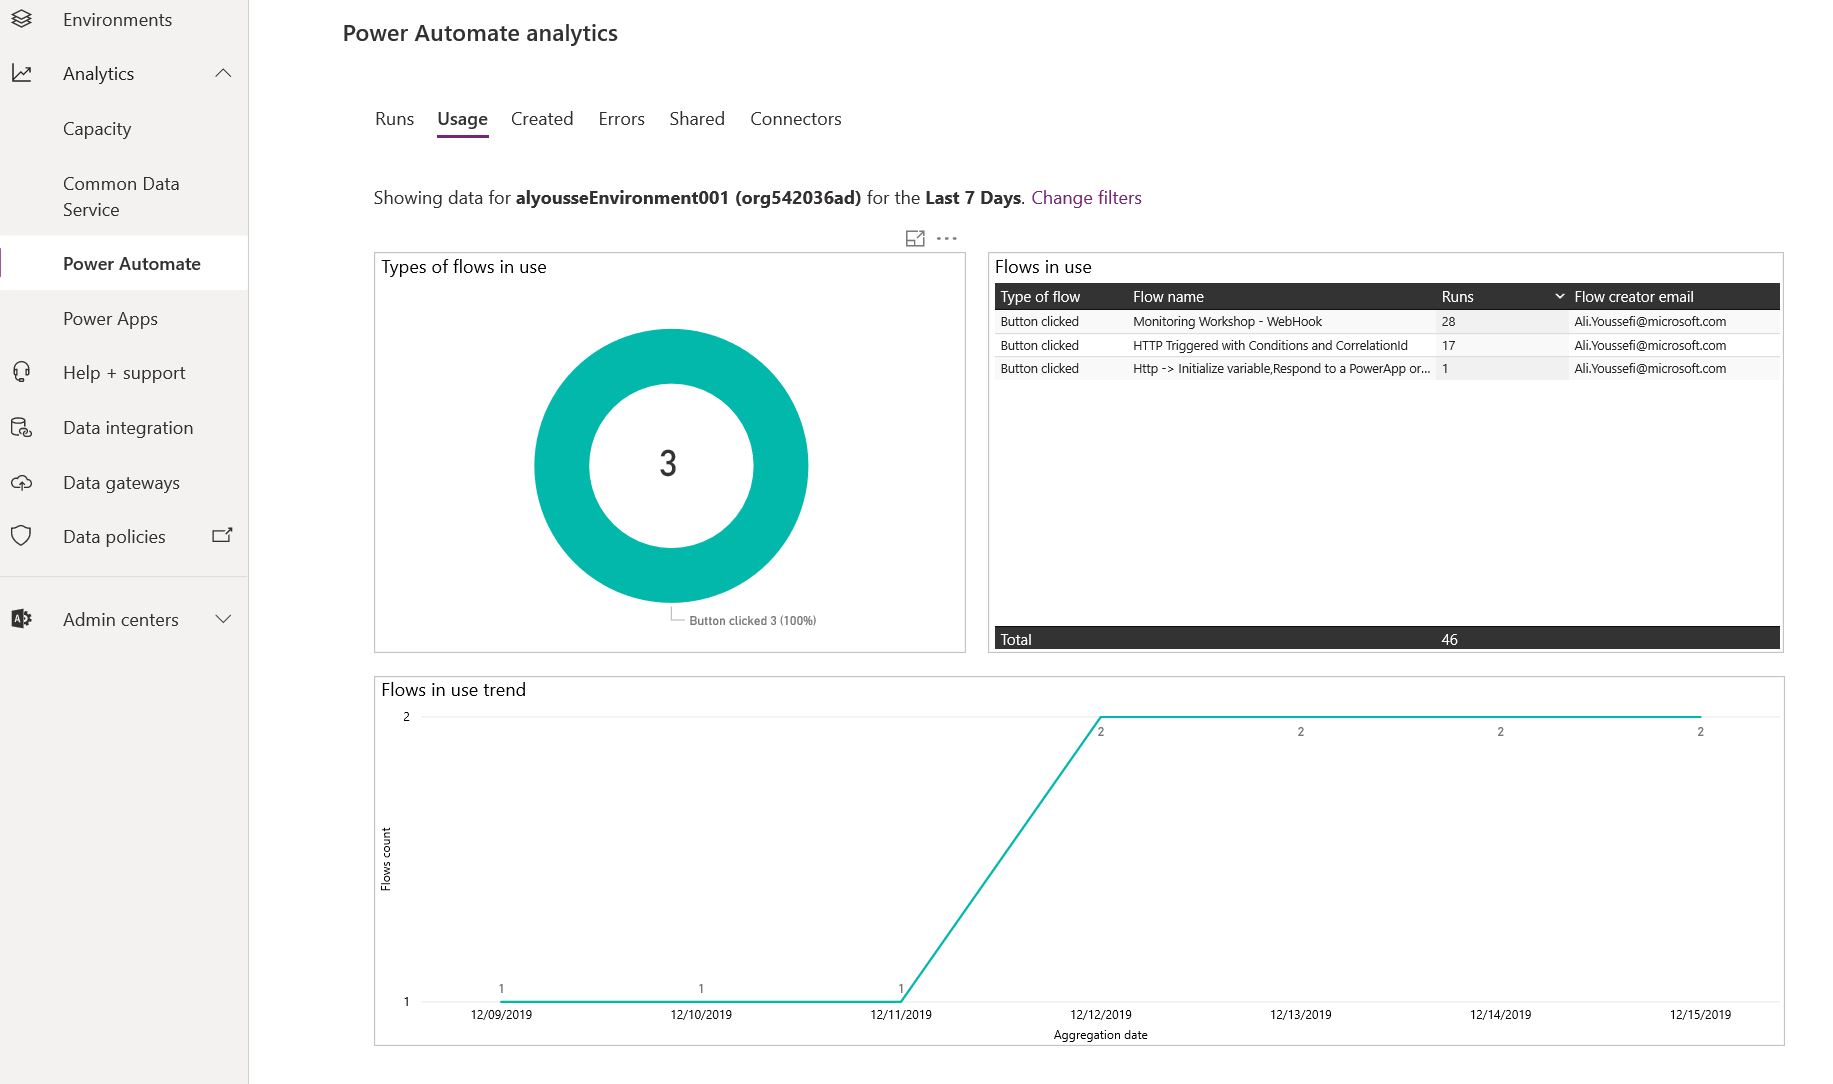 Environments
Analytics
Capacity
Common Data
Service
Power Automate
Power Apps
Help + support
Data integration
Data gateways
Data policies
Admin centers
Power Automate analytics
Runs Usage Created Errors Shared Connectors
Showing data for alyousseEnvironment001 (org542036ad) for the Last 7 Days. Change filters
Types of flows in use
3
Button clicked 3 (100%)
Flows in use
Type of flow Flow name Runs Flow creator email
Button clicked Monitoring Workshop - WebHook 28 Ali.Youssefi@microsoft.com
Button clicked HTTP Triggered with Conditions and CorrelationId 17 Ali.Youssefi@microsoft.com
Button clicked Http -> Initialize variable,Respond to a PowerApp or... 1 Ali.Youssefi@microsoft.com
Total 46
Flows in use trend
2
2 2 2 2
Flows count
1 1 1
1
12/09/2019 12/10/2019 12/11/2019 12/12/2019 12/13/2019 12/14/2019 12/15/2019
Aggregation date